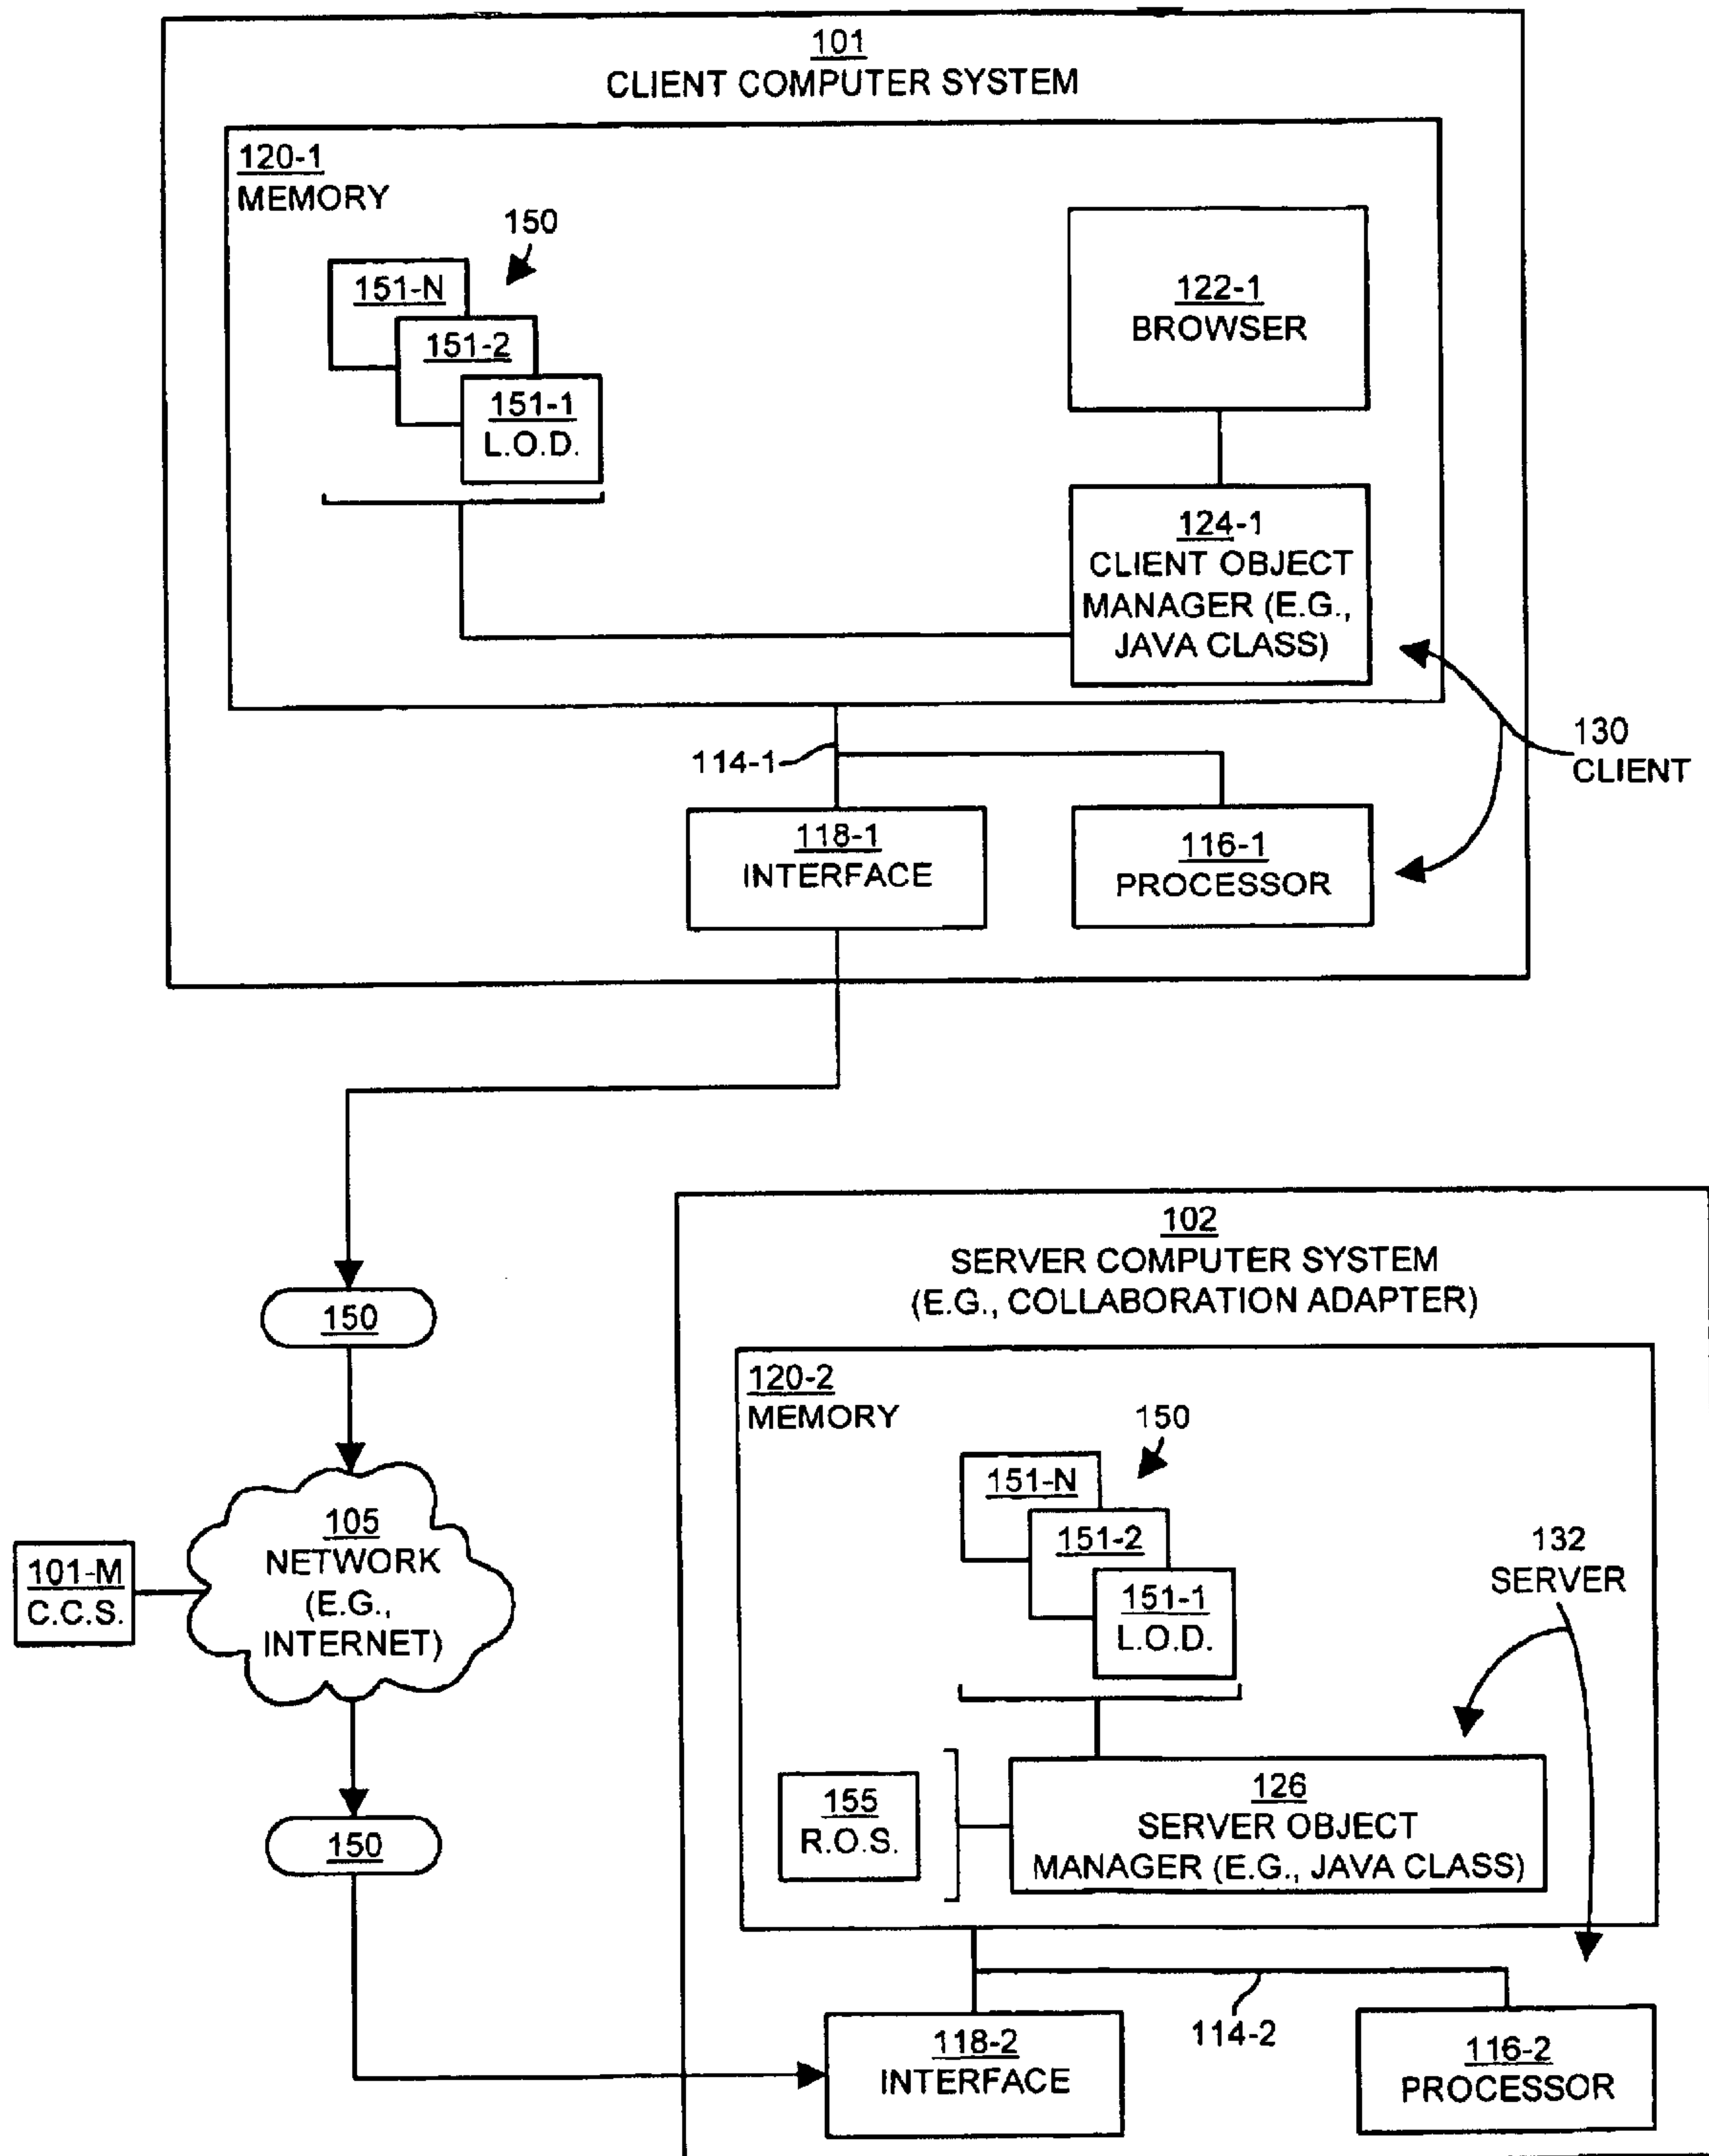 101
CLIENT COMPUTER SYSTEM
120-1
MEMORY
150
151-N
151-2
151-1
L.O.D.
122-1
BROWSER
124-1
CLIENT OBJECT
MANAGER (E.G.,
JAVA CLASS)
130
CLIENT
114-1
118-1
INTERFACE
116-1
PROCESSOR
150
105
NETWORK
(E.G.,
INTERNET)
101-M
C.C.S.
150
102
SERVER COMPUTER SYSTEM
(E.G., COLLABORATION ADAPTER)
120-2
MEMORY
150
151-N
151-2
151-1
L.O.D.
132
SERVER
155
R.O.S.
126
SERVER OBJECT
MANAGER (E.G., JAVA CLASS)
114-2
118-2
INTERFACE
116-2
PROCESSOR